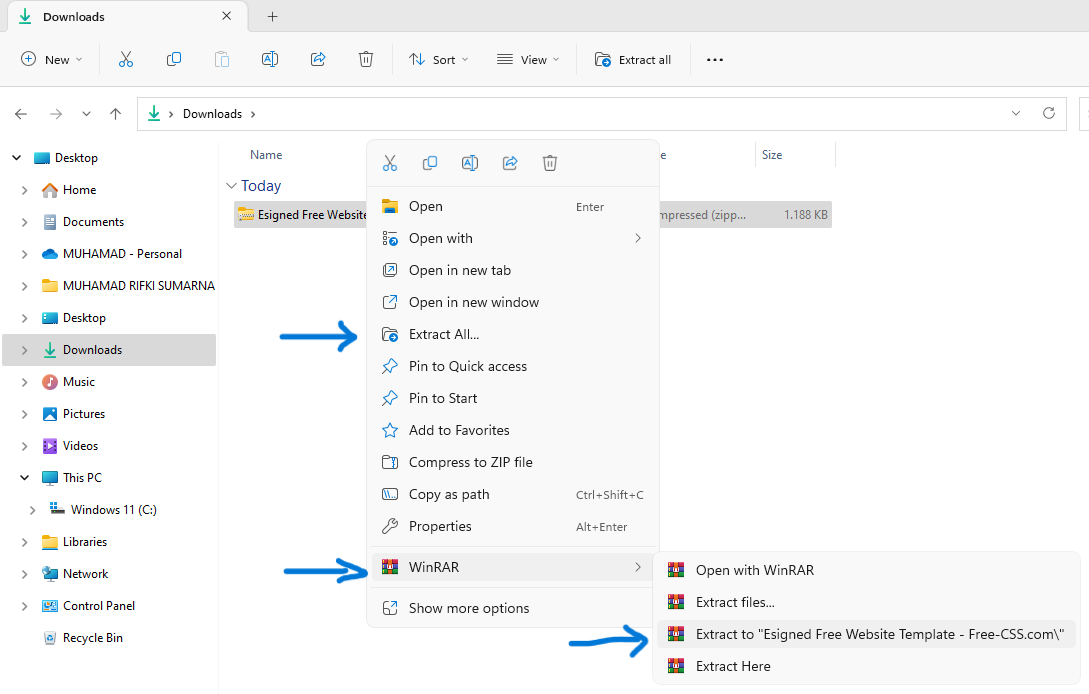 Downloads
New
Sort
View
Extract all
Downloads
Desktop
Home
Documents
MUHAMAD - Personal
MUHAMAD RIFKI SUMARNA
Desktop
Downloads
Music
Pictures
Videos
This PC
Windows 11 (C:)
Libraries
Network
Control Panel
Recycle Bin
Name
e
Size
Today
Esigned Free Website
mpressed (zipp...
1.188 KB
Open Enter
Open with
Open in new tab
Open in new window
Extract All...
Pin to Quick access
Pin to Start
Add to Favorites
Compress to ZIP file
Copy as path Ctrl+Shift+C
Properties Alt+Enter
WinRAR
Show more options
Open with WinRAR
Extract files...
Extract to "Esigned Free Website Template - Free-CSS.com\"
Extract Here